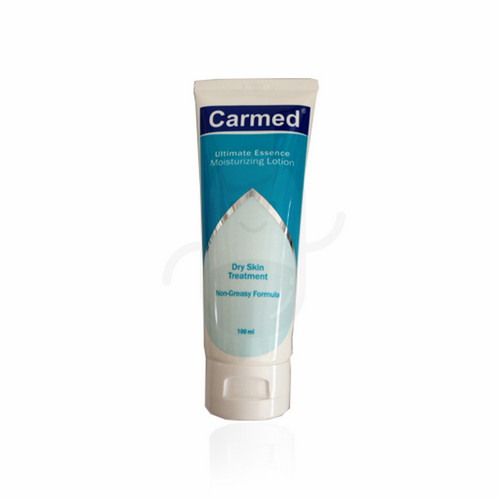 Carmed®
Ultimate Essence
Moisturizing Lotion
Dry Skin
Treatment
Non-Greasy Formula
100 ml